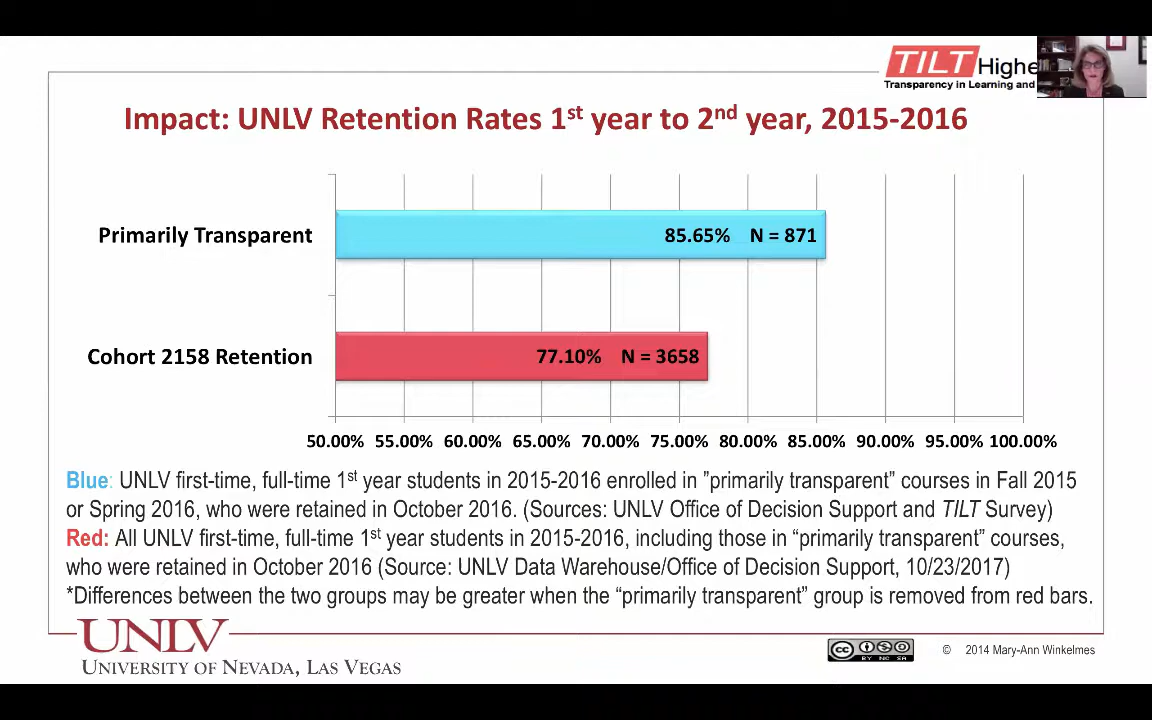 TILT Highe
Transparency in Learning and
Impact: UNLV Retention Rates 1st year to 2nd year, 2015-2016
Primarily Transparent
85.65% N = 871
Cohort 2158 Retention
77.10% N = 3658
50.00% 55.00% 60.00% 65.00% 70.00% 75.00% 80.00% 85.00% 90.00% 95.00% 100.00%
Blue: UNLV first-time, full-time 1st year students in 2015-2016 enrolled in ”primarily transparent” courses in Fall 2015
or Spring 2016, who were retained in October 2016. (Sources: UNLV Office of Decision Support and TILT Survey)
Red: All UNLV first-time, full-time 1st year students in 2015-2016, including those in “primarily transparent” courses,
who were retained in October 2016 (Source: UNLV Data Warehouse/Office of Decision Support, 10/23/2017)
*Differences between the two groups may be greater when the “primarily transparent” group is removed from red bars.
UNLV
UNIVERSITY OF NEVADA, LAS VEGAS
cc BY NC SA
© 2014 Mary-Ann Winkelmes